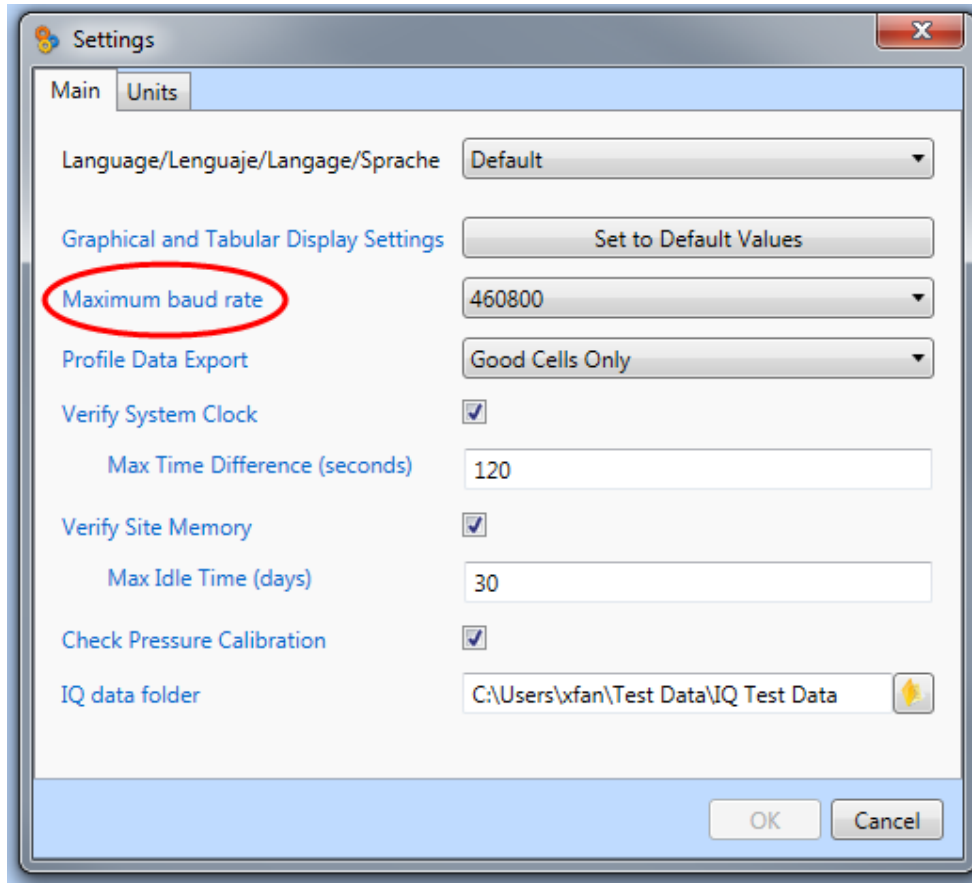 Settings
Main Units
Language/Lenguaje/Langage/Sprache Default
Graphical and Tabular Display Settings Set to Default Values
Maximum baud rate 460800
Profile Data Export Good Cells Only
Verify System Clock
Max Time Difference (seconds) 120
Verify Site Memory
Max Idle Time (days) 30
Check Pressure Calibration
IQ data folder C:\Users\xfan\Test Data\IQ Test Data
OK Cancel